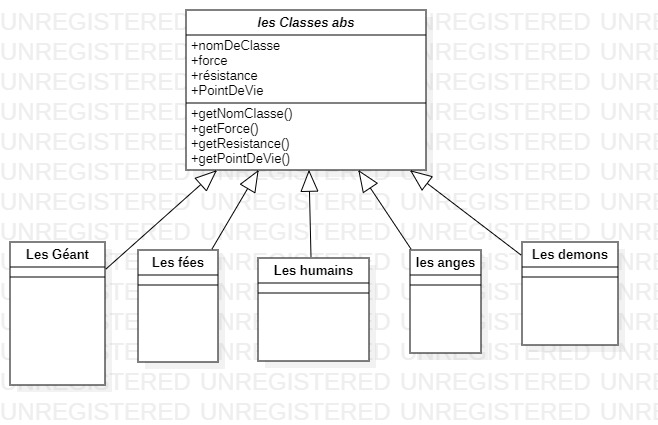 les Classes abs
+nomDeClasse
+force
+résistance
+PointDeVie
+getNomClasse()
+getForce()
+getResistance()
+getPointDeVie()
Les Géant
Les fées
Les humains
les anges
Les demons
UNREGISTERED